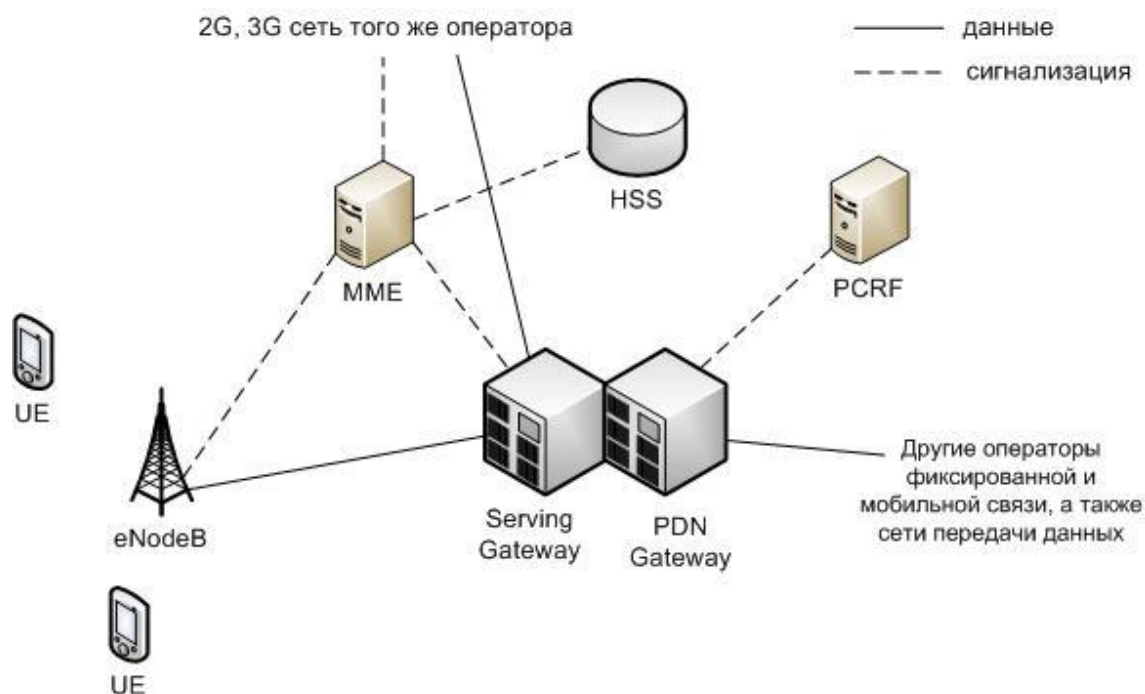 2G, 3G сеть того же оператора
данные
сигнализация
HSS
MME
PCRF
UE
eNodeB
Serving
Gateway
PDN
Gateway
Другие операторы
фиксированной и
мобильной связи, а также
сети передачи данных
UE